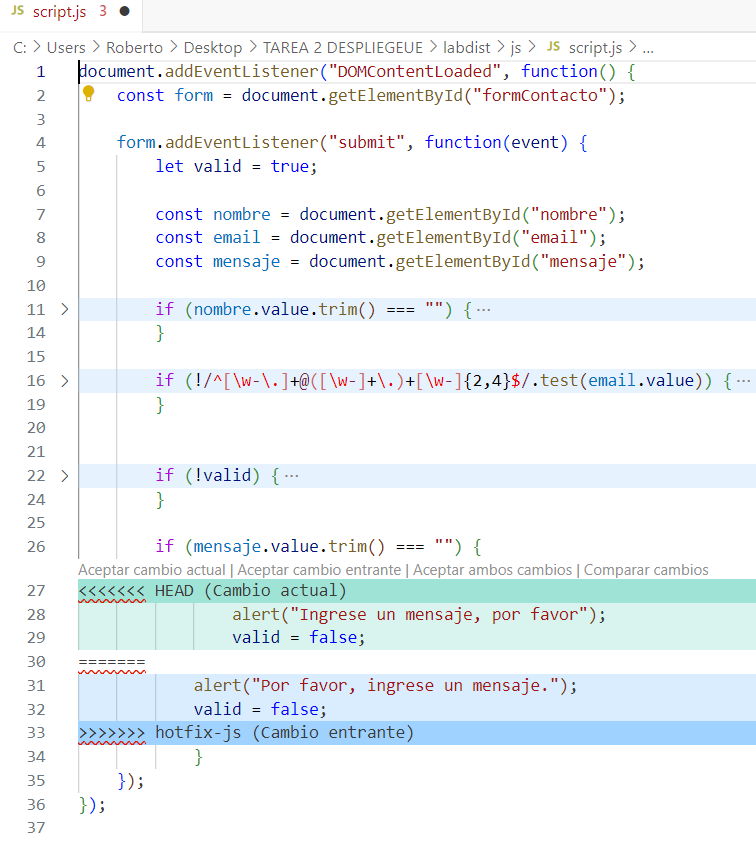 JS script.js 3 ●
C: > Users > Roberto > Desktop > TAREA 2 DESPLIEGEUE > labdist > js > JS script.js > ...
1 document.addEventListener("DOMContentLoaded", function() {
2 const form = document.getElementById("formContacto");
3
4 form.addEventListener("submit", function(event) {
5 let valid = true;
6
7 const nombre = document.getElementById("nombre");
8 const email = document.getElementById("email");
9 const mensaje = document.getElementById("mensaje");
10
11 > if (nombre.value.trim() === "") { ···
14 }
15
16 > if (!/^[\w-\.]+@([\w-]+\.)+[\w-]{2,4}$/.test(email.value)) { ···
19 }
20
21
22 > if (!valid) { ···
24 }
25
26 if (mensaje.value.trim() === "") {
Aceptar cambio actual | Aceptar cambio entrante | Aceptar ambos cambios | Comparar cambios
27 <<<<<<< HEAD (Cambio actual)
28 alert("Ingrese un mensaje, por favor");
29 valid = false;
30 =======
31 alert("Por favor, ingrese un mensaje.");
32 valid = false;
33 >>>>>>> hotfix-js (Cambio entrante)
34 }
35 });
36 });
37